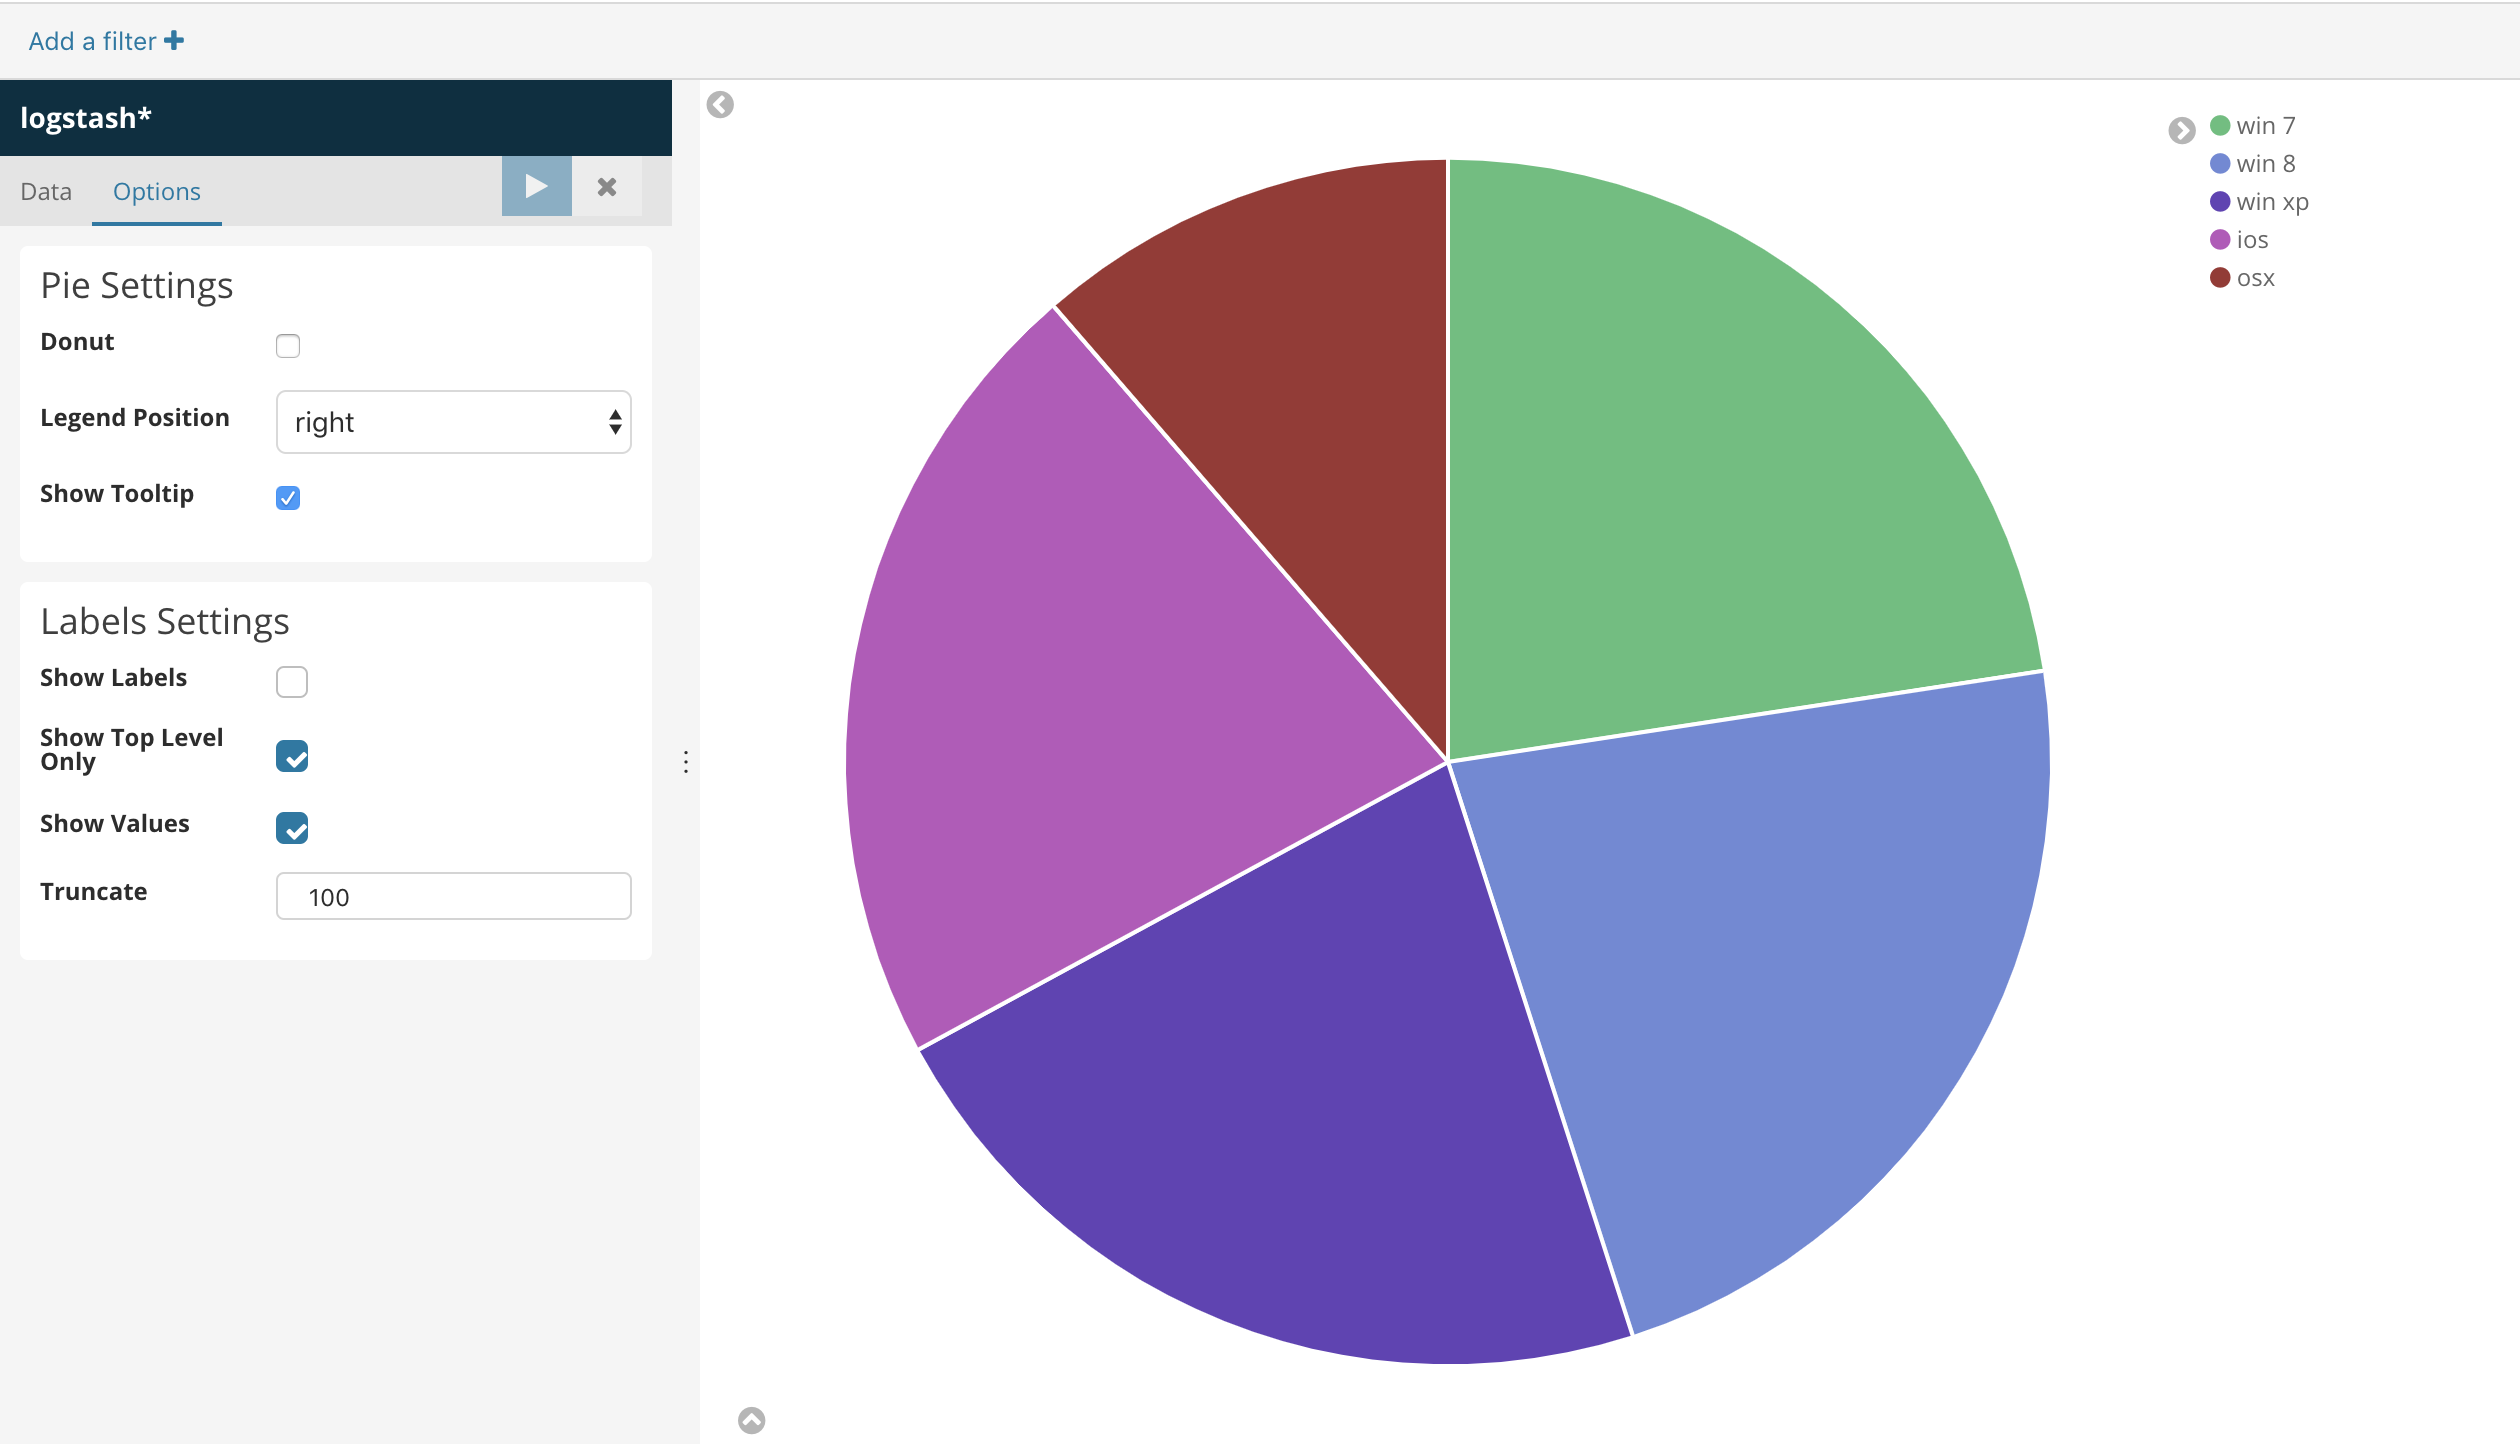 Add a filter
logstash*
Data Options
Pie Settings
Donut
Legend Position right
Show Tooltip
Labels Settings
Show Labels
Show Top Level
Only
Show Values
Truncate 100
win 7
win 8
win xp
ios
osx